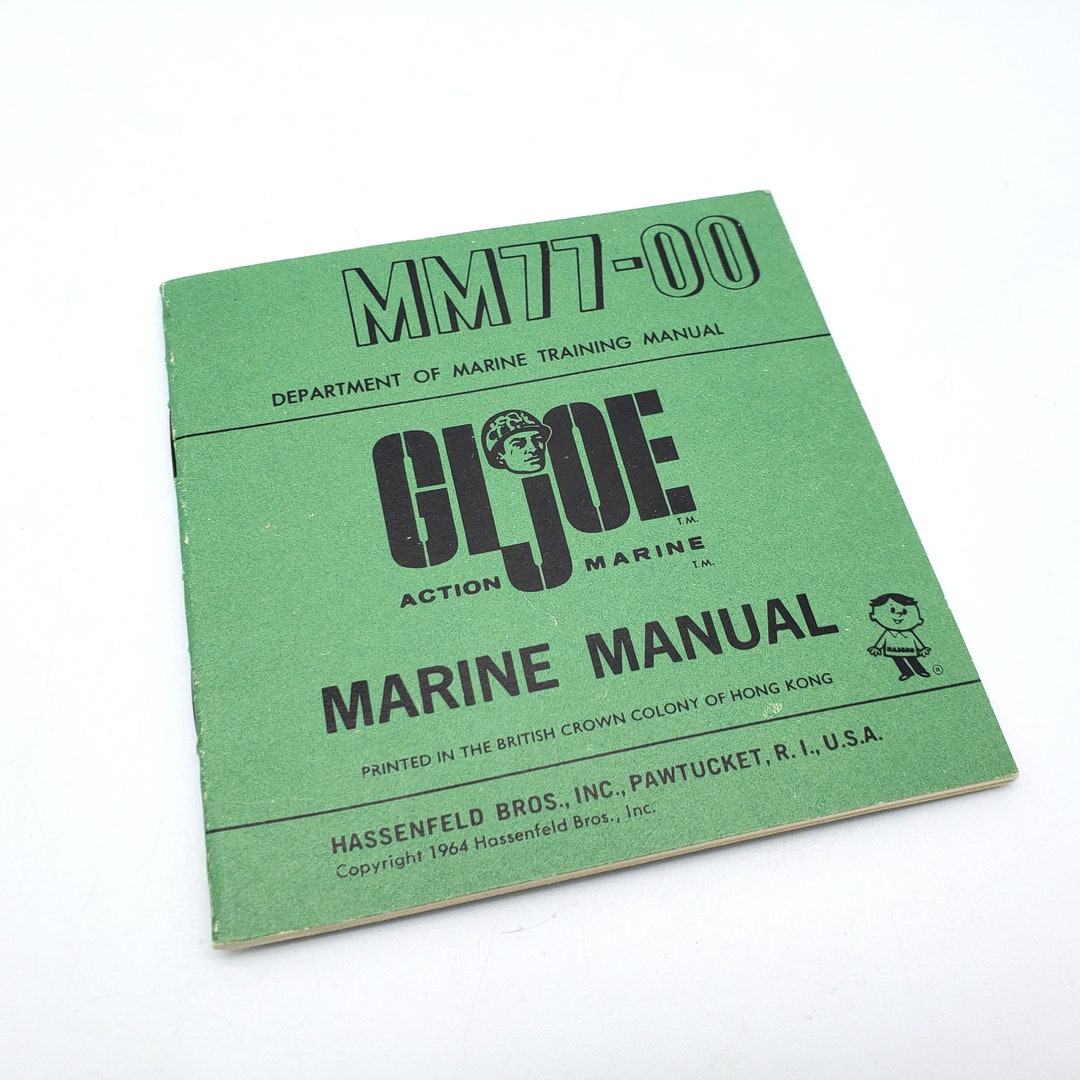 MM77-00
DEPARTMENT OF MARINE TRAINING MANUAL
GI JOE T.M.
ACTION MARINE T.M.
MARINE MANUAL
HASBRO ®
PRINTED IN THE BRITISH CROWN COLONY OF HONG KONG
HASSENFELD BROS., INC., PAWTUCKET, R. I., U.S.A.
Copyright 1964 Hassenfeld Bros., Inc.